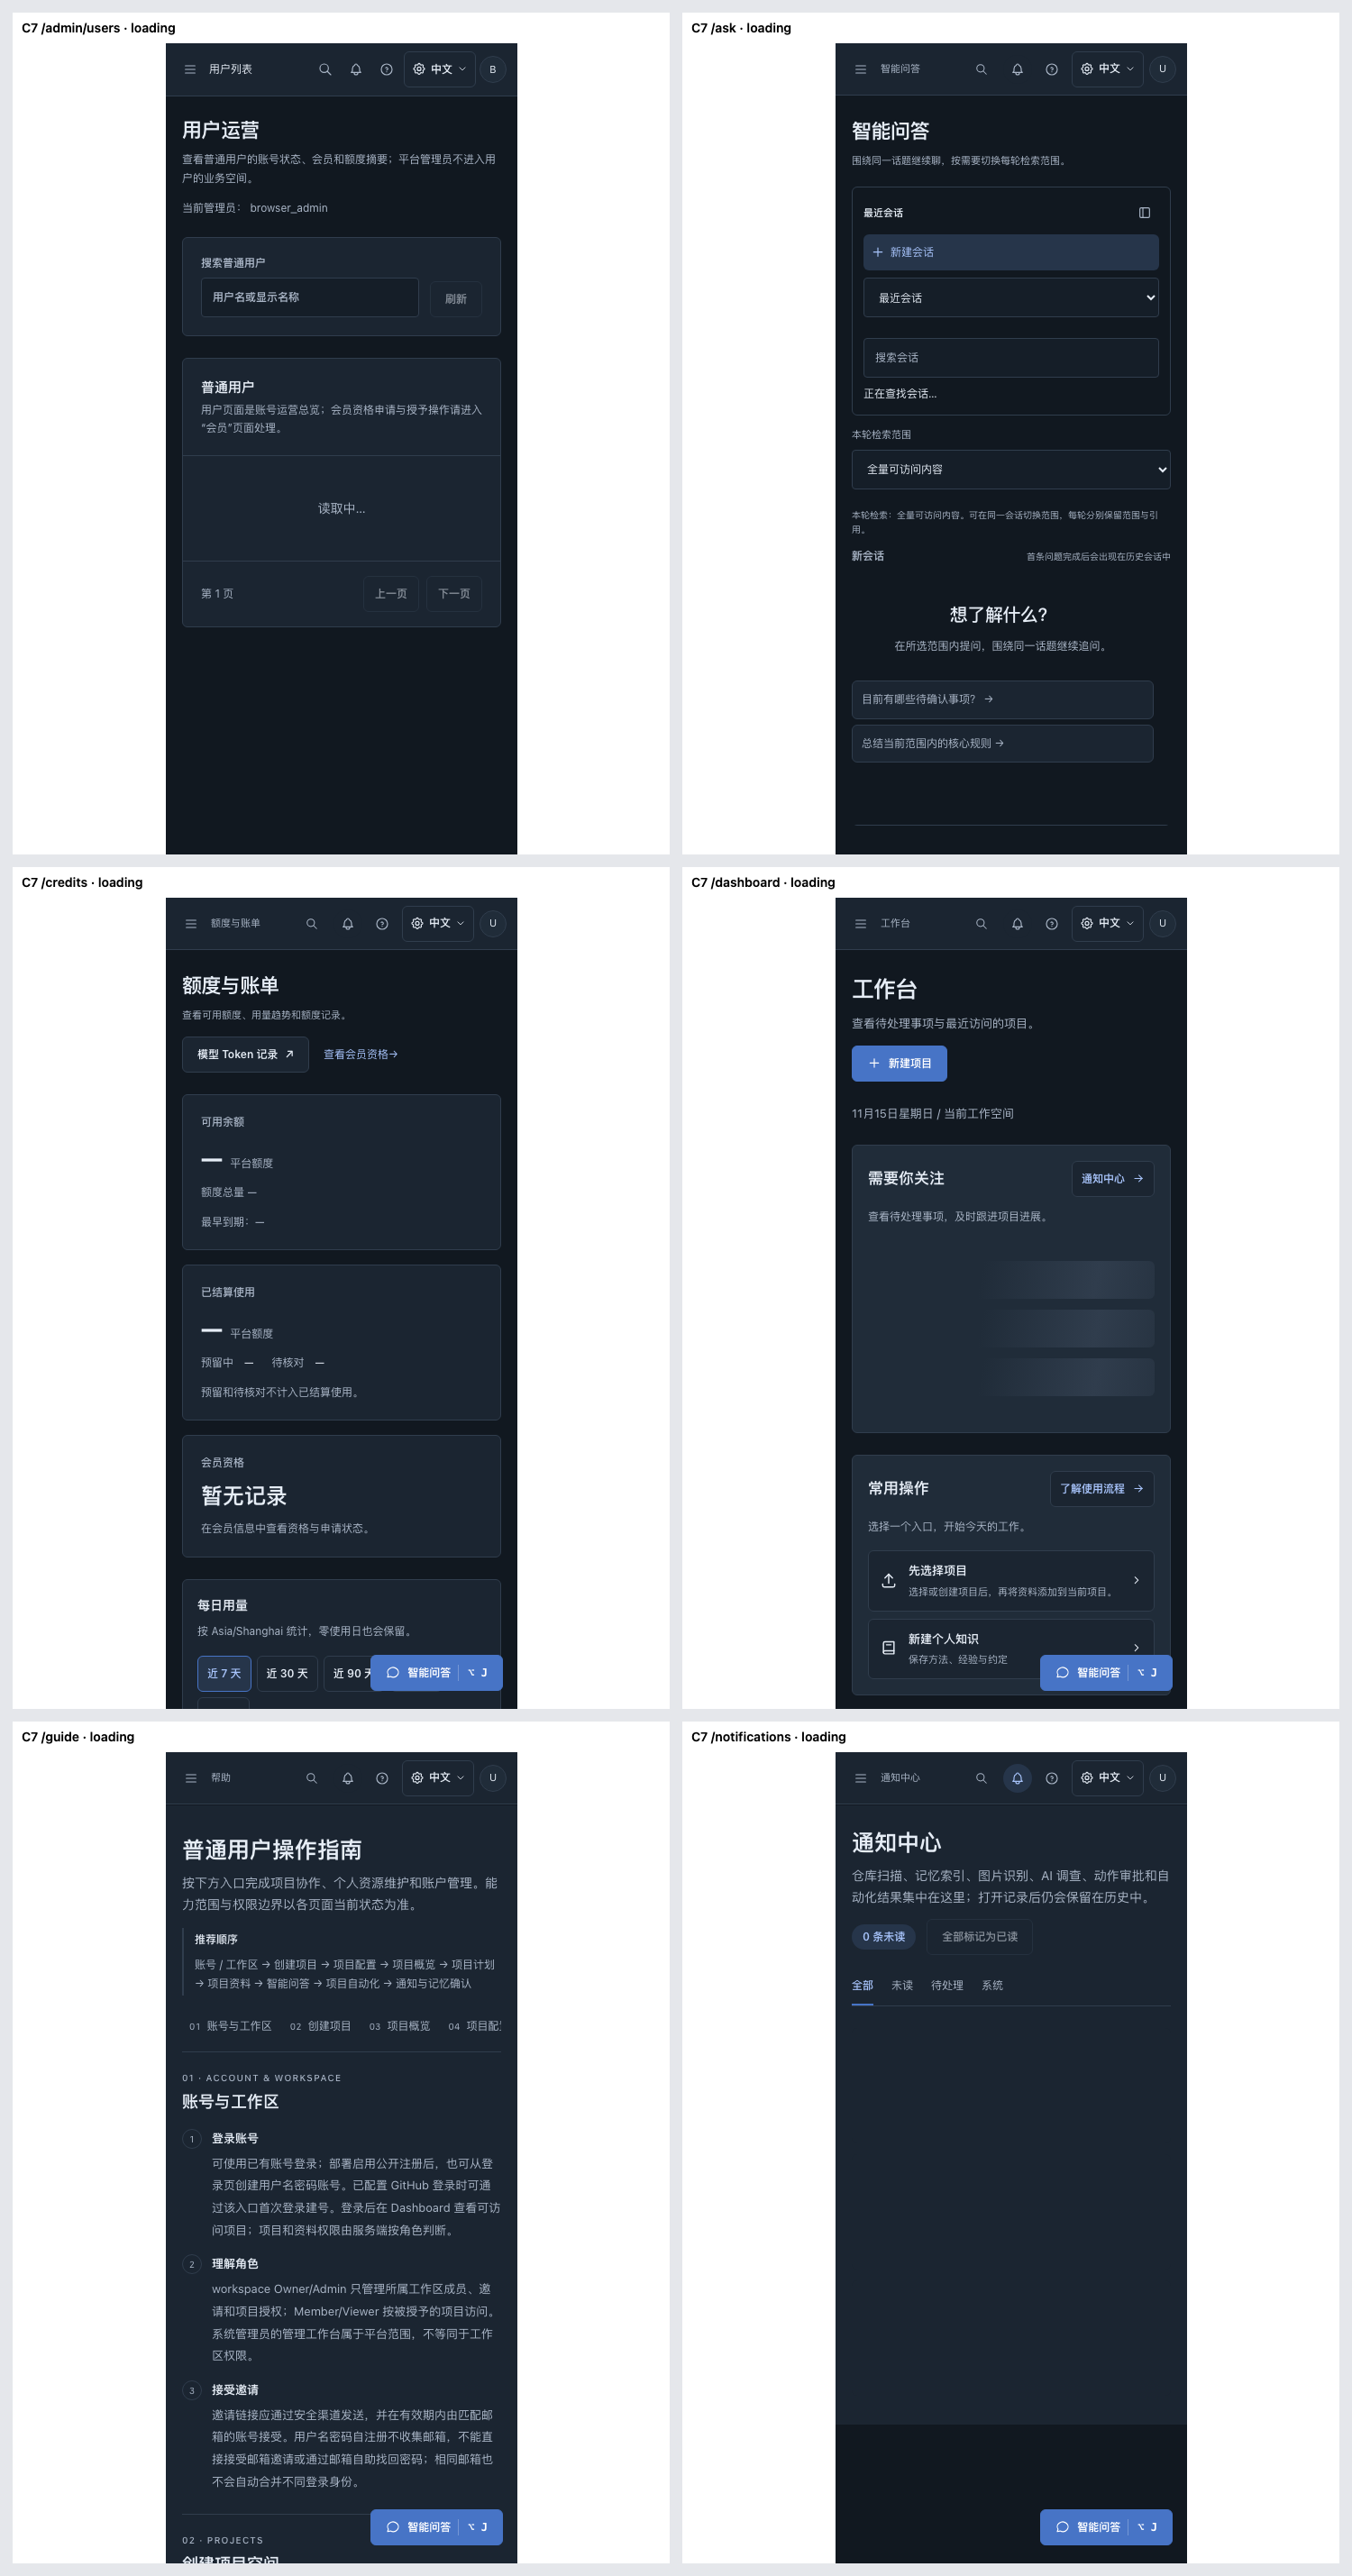 C7 /admin/users · loading
用户列表
中文
B
用户运营
查看普通用户的账号状态、会员和额度摘要；平台管理员不进入用
户的业务空间。
当前管理员： browser_admin
搜索普通用户
用户名或显示名称
刷新
普通用户
用户页面是账号运营总览；会员资格申请与授予操作请进入
“会员”页面处理。
读取中…
第 1 页
上一页
下一页
C7 /ask · loading
智能问答
中文
U
智能问答
围绕同一话题继续聊，按需要切换每轮检索范围。
最近会话
新建会话
最近会话
搜索会话
正在查找会话…
本轮检索范围
全量可访问内容
本轮检索：全量可访问内容。可在同一会话切换范围，每轮分别保留范围与引
用。
新会话
首条问题完成后会出现在历史会话中
想了解什么?
在所选范围内提问，围绕同一话题继续追问。
目前有哪些待确认事项？ →
总结当前范围内的核心规则 →
C7 /credits · loading
额度与账单
中文
U
额度与账单
查看可用额度、用量趋势和额度记录。
模型 Token 记录 ↗
查看会员资格→
可用余额
— 平台额度
额度总量 —
最早到期：—
已结算使用
— 平台额度
预留中 — 待核对 —
预留和待核对不计入已结算使用。
会员资格
暂无记录
在会员信息中查看资格与申请状态。
每日用量
按 Asia/Shanghai 统计，零使用日也会保留。
近 7 天
近 30 天
近 90 天
智能问答 ⌥ J
C7 /dashboard · loading
工作台
中文
U
工作台
查看待处理事项与最近访问的项目。
新建项目
11月15日星期日 / 当前工作空间
需要你关注
通知中心 →
查看待处理事项，及时跟进项目进展。
常用操作
了解使用流程 →
选择一个入口，开始今天的工作。
先选择项目
选择或创建项目后，再将资料添加到当前项目。
新建个人知识
保存方法、经验与约定
智能问答 ⌥ J
C7 /guide · loading
帮助
中文
U
普通用户操作指南
按下方入口完成项目协作、个人资源维护和账户管理。能
力范围与权限边界以各页面当前状态为准。
推荐顺序
账号 / 工作区 → 创建项目 → 项目配置 → 项目概览 → 项目计划
→ 项目资料 → 智能问答 → 项目自动化 → 通知与记忆确认
01 账号与工作区
02 创建项目
03 项目概览
04 项目配置
01 · ACCOUNT & WORKSPACE
账号与工作区
1 登录账号
可使用已有账号登录；部署启用公开注册后，也可从登
录页创建用户名密码账号。已配置 GitHub 登录时可通
过该入口首次登录建号。登录后在 Dashboard 查看可访
问项目；项目和资料权限由服务端按角色判断。
2 理解角色
workspace Owner/Admin 只管理所属工作区成员、邀
请和项目授权；Member/Viewer 按被授予的项目访问。
系统管理员的管理工作台属于平台范围，不等同于工作
区权限。
3 接受邀请
邀请链接应通过安全渠道发送，并在有效期内由匹配邮
箱的账号接受。用户名密码自注册不收集邮箱，不能直
接接受邮箱邀请或通过邮箱自助找回密码；相同邮箱也
不会自动合并不同登录身份。
02 · PROJECTS
创建项目空间
智能问答 ⌥ J
C7 /notifications · loading
通知中心
中文
U
通知中心
仓库扫描、记忆索引、图片识别、AI 调查、动作审批和自
动化结果集中在这里；打开记录后仍会保留在历史中。
0 条未读
全部标记为已读
全部
未读
待处理
系统
智能问答 ⌥ J